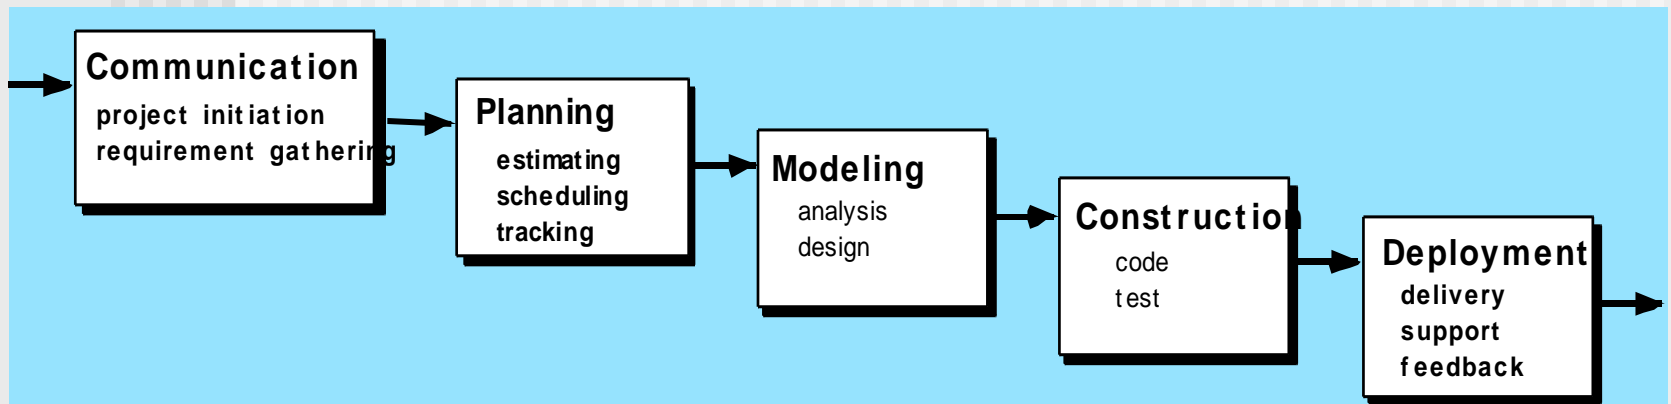 Communication
project initiation
requirement gathering
Planning
estimating
scheduling
tracking
Modeling
analysis
design
Construction
code
test
Deployment
delivery
support
feedback